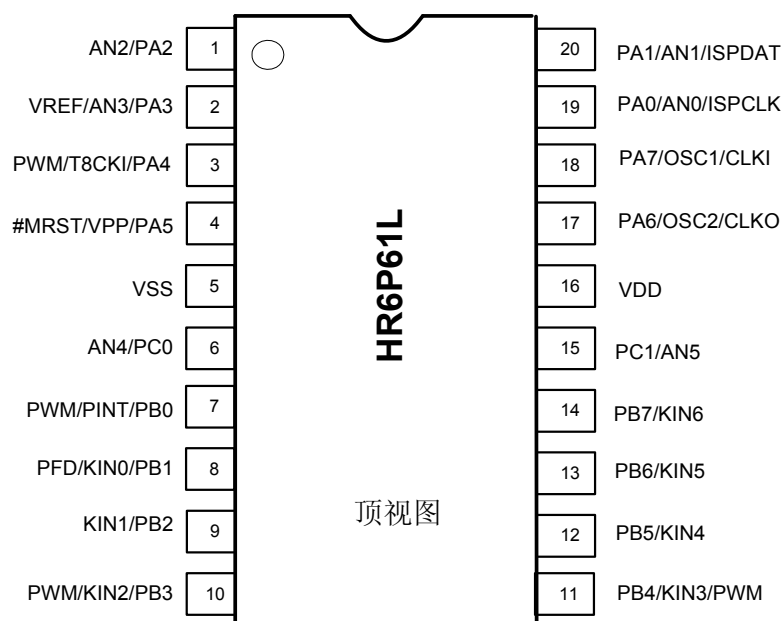 AN2/PA2 1 20 PA1/AN1/ISPDAT
VREF/AN3/PA3 2 19 PA0/AN0/ISPCLK
PWM/T8CKI/PA4 3 18 PA7/OSC1/CLKI
#MRST/VPP/PA5 4 17 PA6/OSC2/CLKO
VSS 5 16 VDD
AN4/PC0 6 15 PC1/AN5
PWM/PINT/PB0 7 14 PB7/KIN6
PFD/KIN0/PB1 8 13 PB6/KIN5
KIN1/PB2 9 12 PB5/KIN4
PWM/KIN2/PB3 10 11 PB4/KIN3/PWM
HR6P61L
顶视图